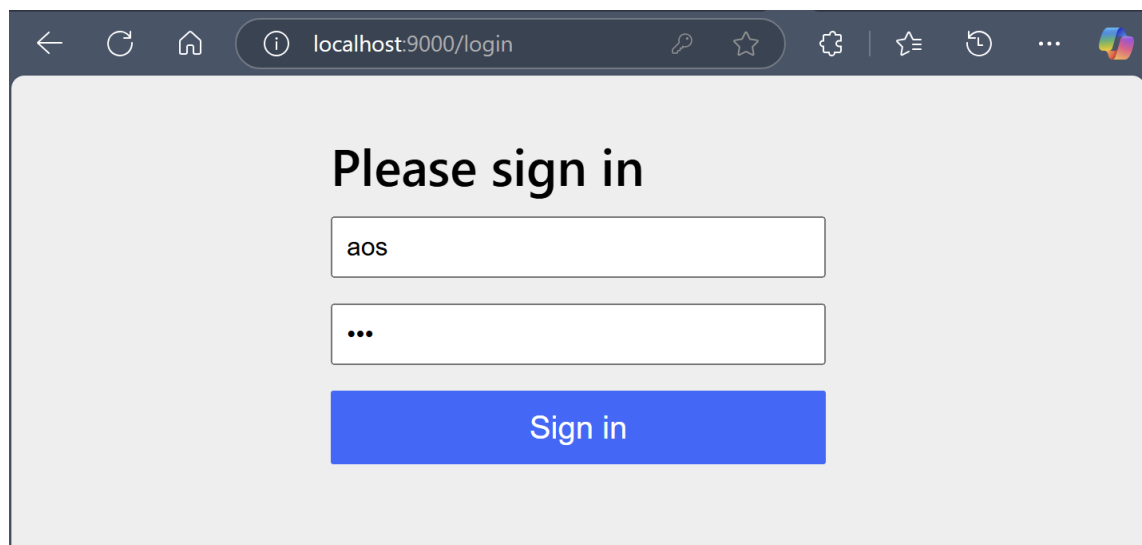 localhost:9000/login
Please sign in
aos
•••
Sign in